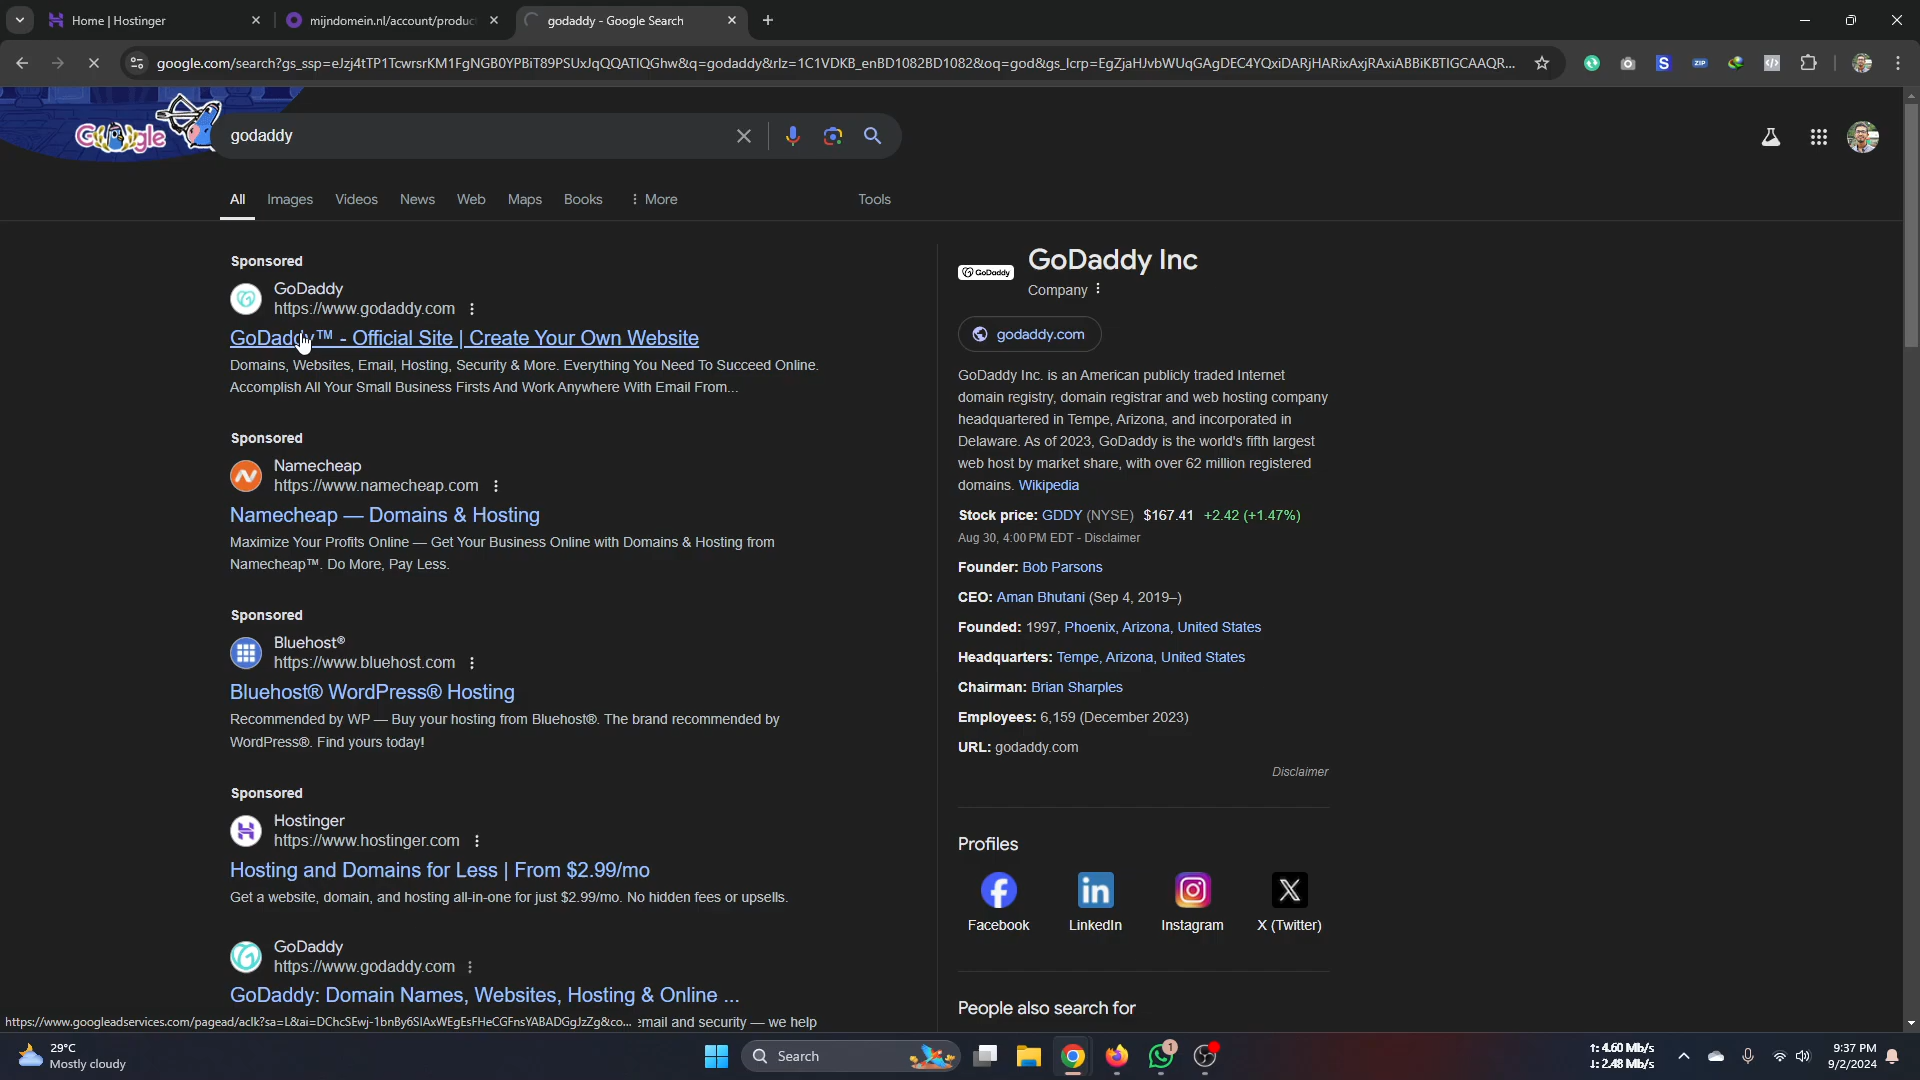 Home | Hostinger
mijndomein.nl/account/produc
godaddy - Google Search
google.com/search?gs_ssp=eJzj4tTP1TcwrsrKM1FgNGB0YPBiT89PSUxJqQQATIQGhw&q=godaddy&rlz=1C1VDKB_enBD1082BD1082&oq=god&gs_lcrp=EgZjaHJvbWUqGAgDEC4YQxiDARjHARixAxjRAxiABBiKBTIGCAAQR...
S
ZIP
Google
godaddy
All
Images
Videos
News
Web
Maps
Books
More
Tools
Sponsored
GoDaddy
https://www.godaddy.com
GoDaddy™ - Official Site | Create Your Own Website
Domains, Websites, Email, Hosting, Security & More. Everything You Need To Succeed Online.
Accomplish All Your Small Business Firsts And Work Anywhere With Email From...
Sponsored
Namecheap
https://www.namecheap.com
Namecheap — Domains & Hosting
Maximize Your Profits Online — Get Your Business Online with Domains & Hosting from
Namecheap™. Do More, Pay Less.
Sponsored
Bluehost®
https://www.bluehost.com
Bluehost® WordPress® Hosting
Recommended by WP — Buy your hosting from Bluehost®. The brand recommended by
WordPress®. Find yours today!
Sponsored
Hostinger
https://www.hostinger.com
Hosting and Domains for Less | From $2.99/mo
Get a website, domain, and hosting all-in-one for just $2.99/mo. No hidden fees or upsells.
GoDaddy
https://www.godaddy.com
GoDaddy: Domain Names, Websites, Hosting & Online ...
email and security — we help
https://www.googleadservices.com/pagead/aclk?sa=L&ai=DChcSEwj-1bnBy6SIAxWEgEsFHeCGFnsYABADGgJzZg&co...
GoDaddy
GoDaddy Inc
Company
godaddy.com
GoDaddy Inc. is an American publicly traded Internet
domain registry, domain registrar and web hosting company
headquartered in Tempe, Arizona, and incorporated in
Delaware. As of 2023, GoDaddy is the world's fifth largest
web host by market share, with over 62 million registered
domains. Wikipedia
Stock price: GDDY (NYSE) $167.41 +2.42 (+1.47%)
Aug 30, 4:00 PM EDT - Disclaimer
Founder: Bob Parsons
CEO: Aman Bhutani (Sep 4, 2019–)
Founded: 1997, Phoenix, Arizona, United States
Headquarters: Tempe, Arizona, United States
Chairman: Brian Sharples
Employees: 6,159 (December 2023)
URL: godaddy.com
Disclaimer
Profiles
Facebook
LinkedIn
Instagram
X (Twitter)
People also search for
29°C
Mostly cloudy
Search
1
↑: 4.60 Mb/s
↓: 2.48 Mb/s
9:37 PM
9/2/2024